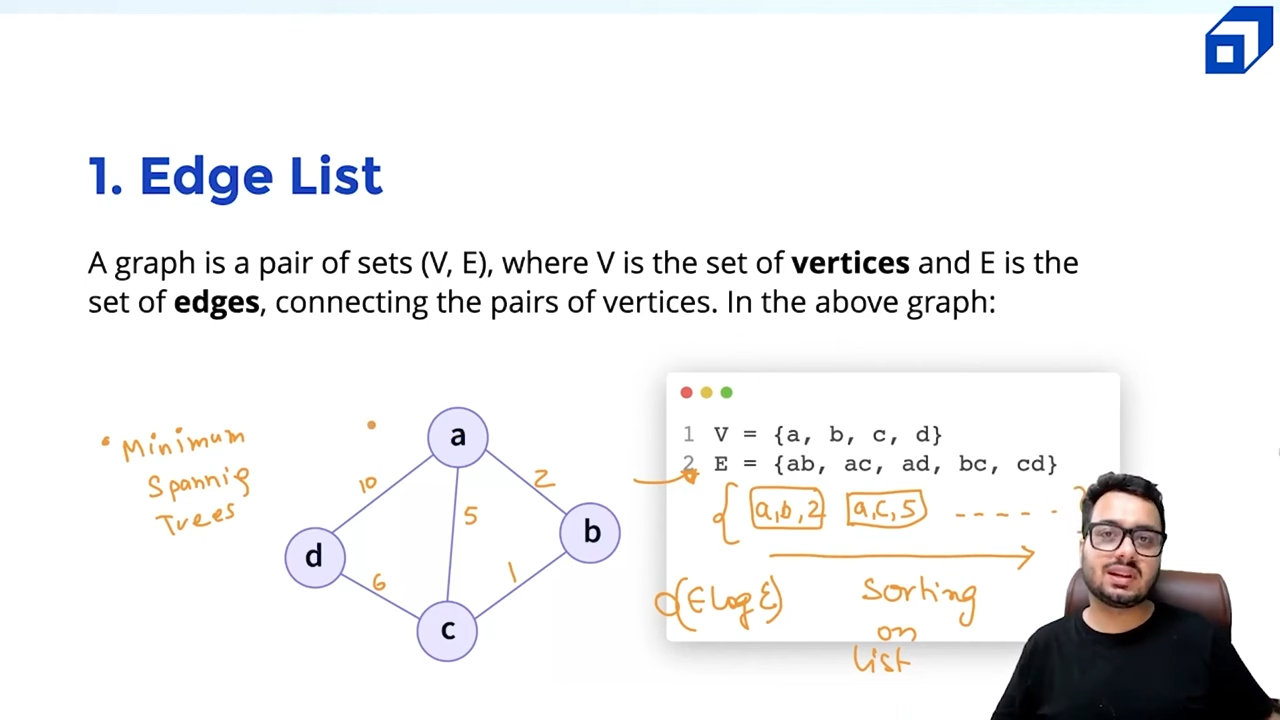 1. Edge List
A graph is a pair of sets (V, E), where V is the set of vertices and E is the
set of edges, connecting the pairs of vertices. In the above graph:
Minimum
Spannig
Trees
a
10
2
5
b
d
6
1
c
1 V = {a, b, c, d}
2 E = {ab, ac, ad, bc, cd}
{ a,b,2 a,c,5 - - - - - }
O(E log E)
Sorting
on
list